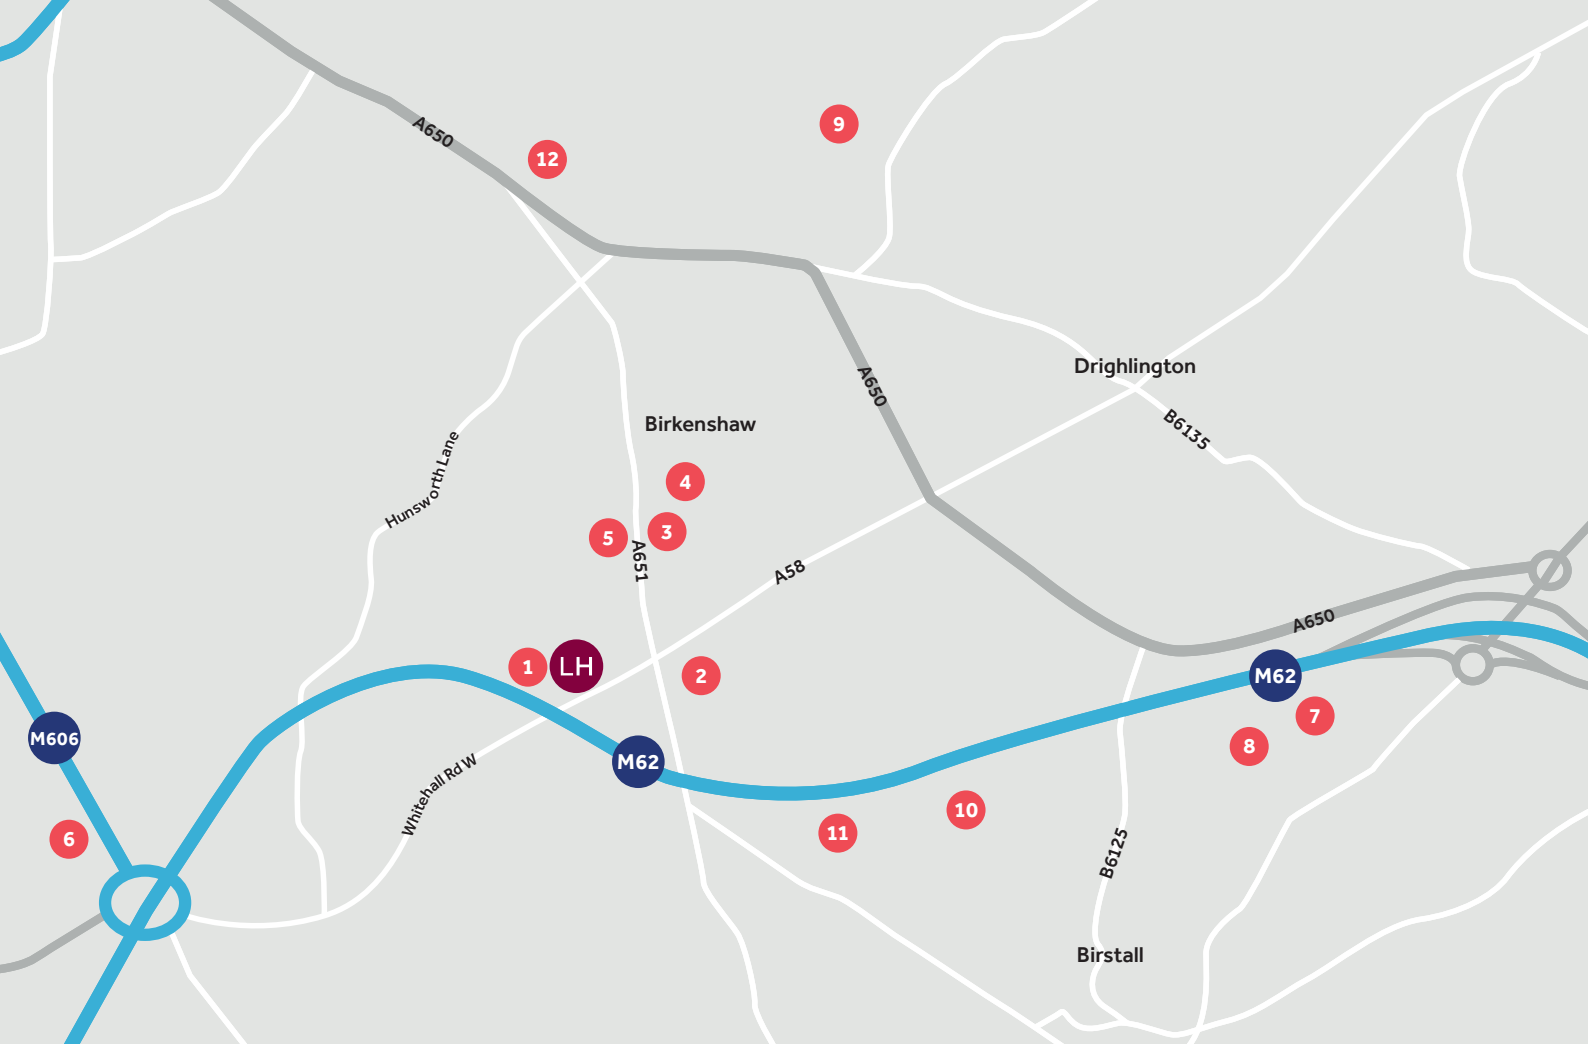 9
A650
12
Drighlington
A650
B6135
Birkenshaw
Hunsworth Lane
4
3
5
A651
A58
A650
1
LH
2
M62
7
M606
8
M62
Whitehall Rd W
10
11
6
B6125
Birstall